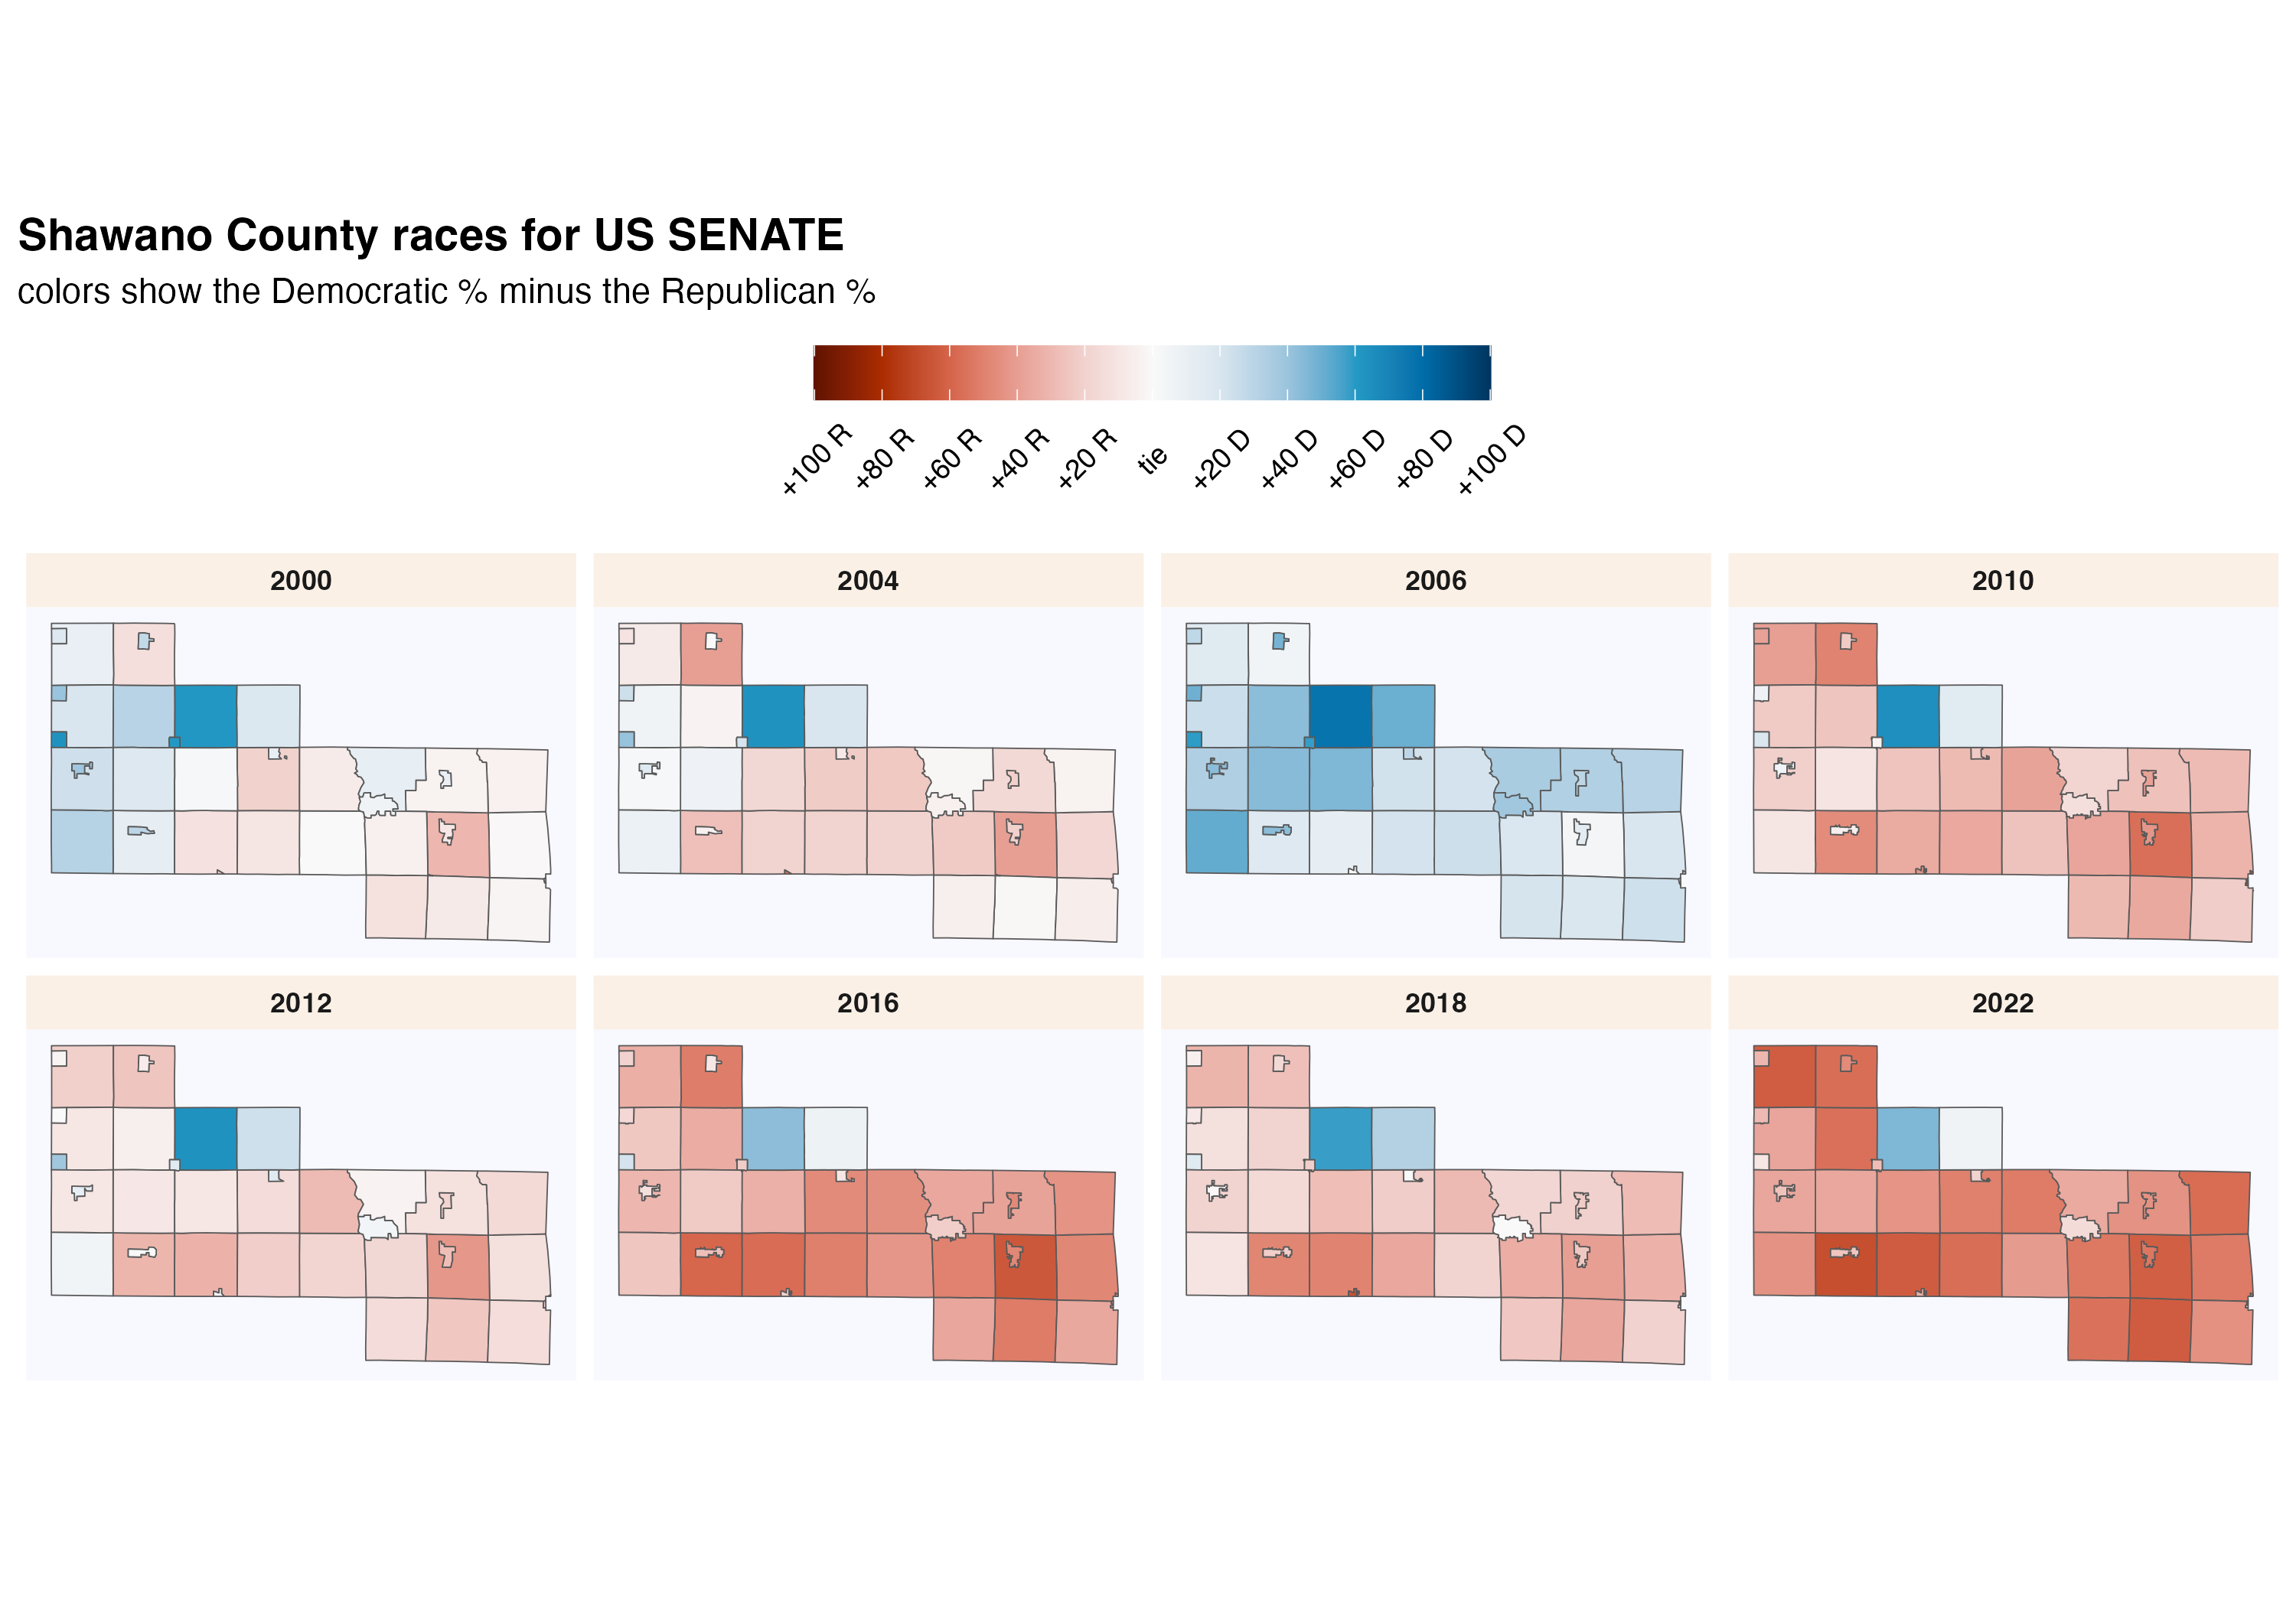 Shawano County races for US SENATE
colors show the Democratic % minus the Republican %
+100 R +80 R +60 R +40 R +20 R tie +20 D +40 D +60 D +80 D +100 D
2000 2004 2006 2010
2012 2016 2018 2022